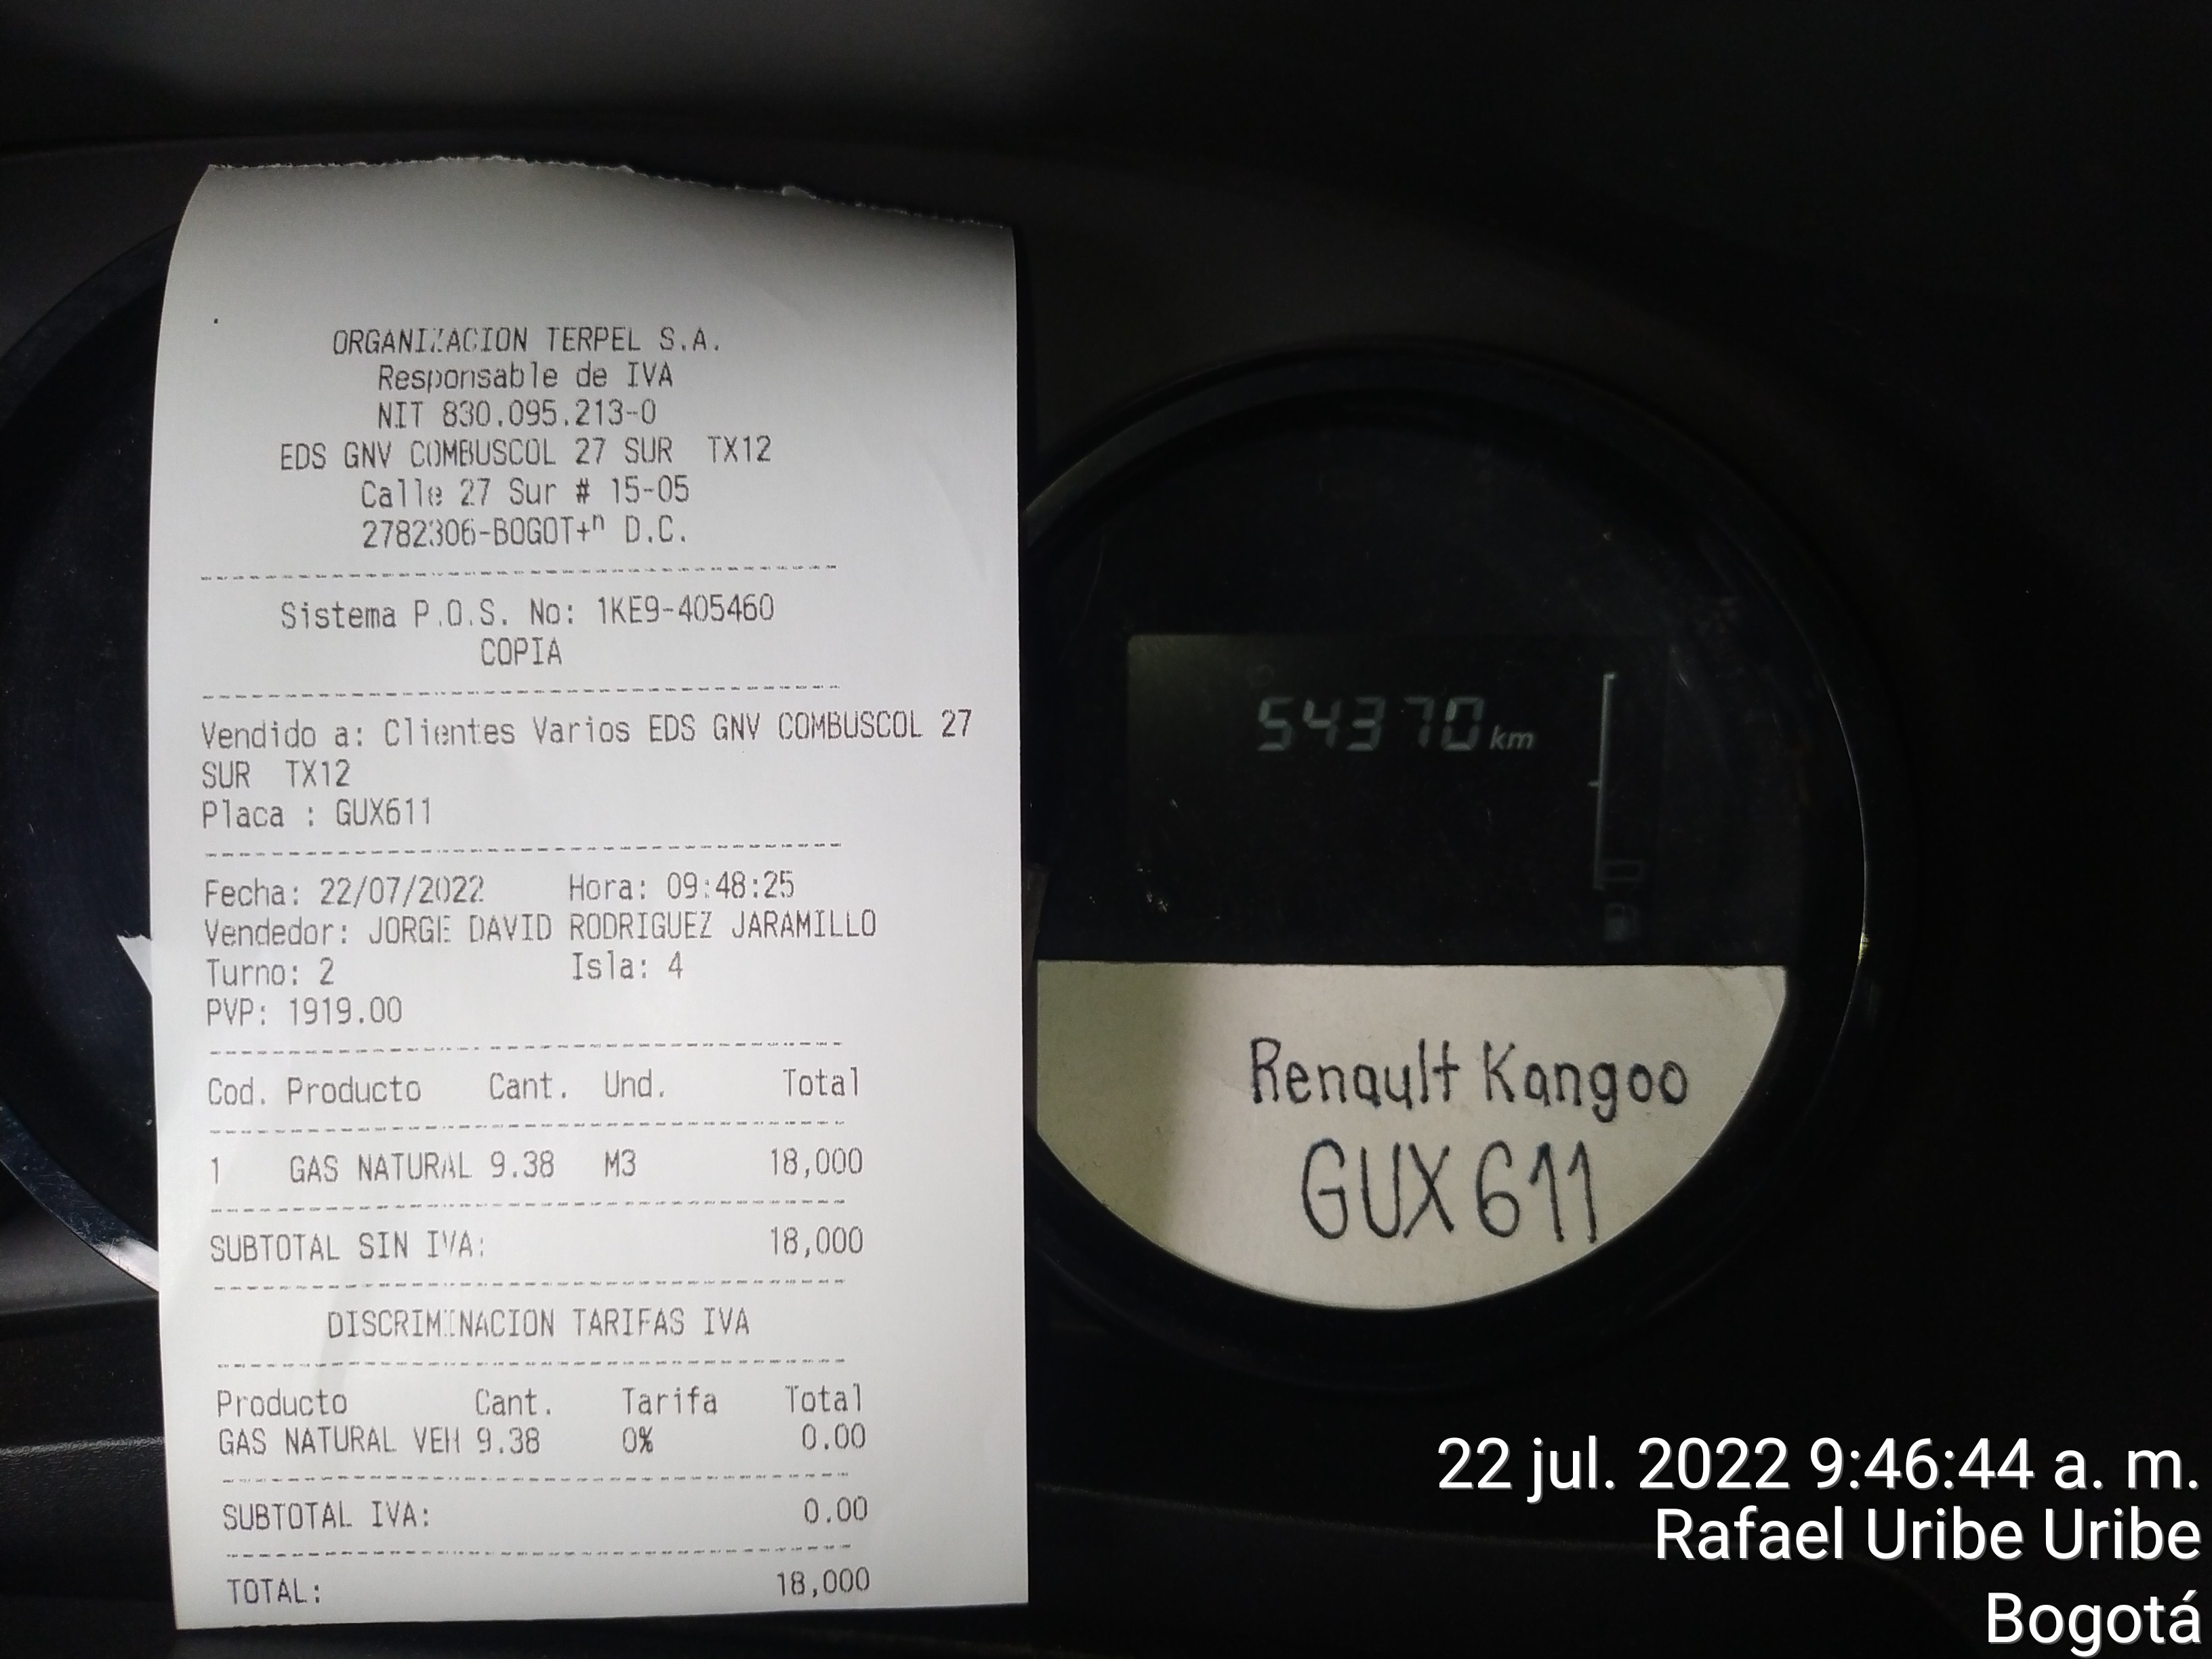 ORGANIZACION TERPEL S.A.
Responsable de IVA
NIT 830.095.213-0
EDS GNV COMBUSCOL 27 SUR TX12
Calle 27 Sur # 15-05
2782306-BOGOT+ⁿ D.C.
Sistema P.O.S. No: 1KE9-405460
COPIA
Vendido a: Clientes Varios EDS GNV COMBUSCOL 27
SUR TX12
Placa : GUX611
Fecha: 22/07/2022 Hora: 09:48:25
Vendedor: JORGE DAVID RODRIGUEZ JARAMILLO
Turno: 2 Isla: 4
PVP: 1919.00
Cod. Producto Cant. Und. Total
1 GAS NATURAL 9.38 M3 18,000
SUBTOTAL SIN IVA: 18,000
DISCRIMINACION TARIFAS IVA
Producto Cant. Tarifa Total
GAS NATURAL VEH 9.38 0% 0.00
SUBTOTAL IVA: 0.00
TOTAL: 18,000
54370 km
Renault Kangoo
GUX 611
22 jul. 2022 9:46:44 a. m.
Rafael Uribe Uribe
Bogotá